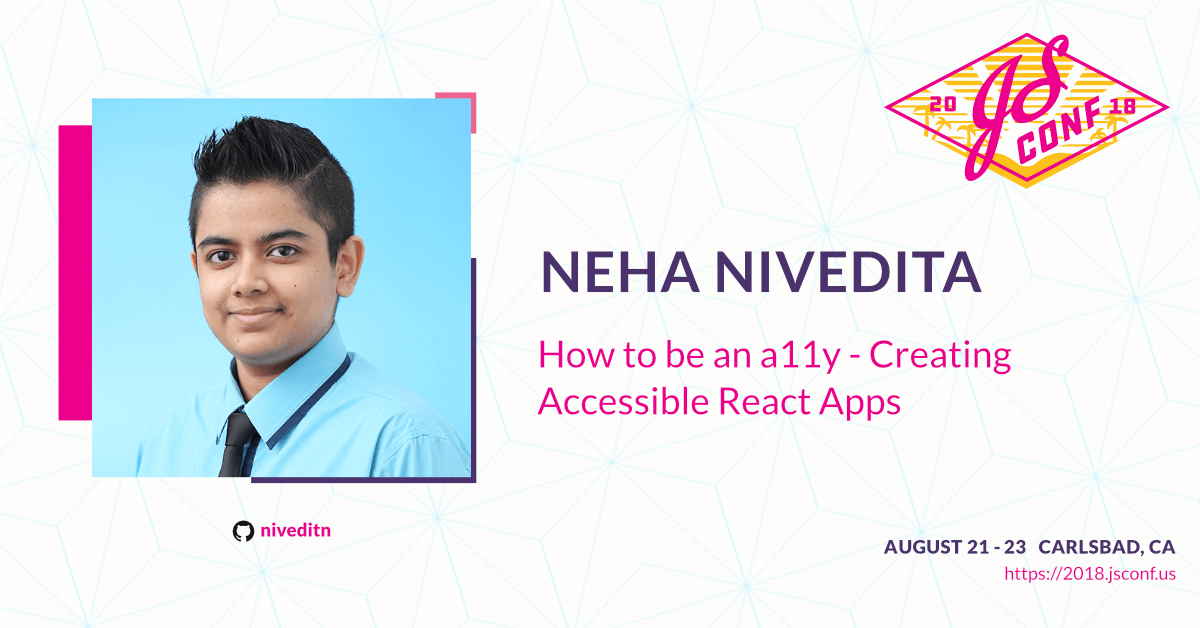 20 JS CONF 18
NEHA NIVEDITA
How to be an a11y - Creating
Accessible React Apps
niveditn
AUGUST 21 - 23 CARLSBAD, CA
https://2018.jsconf.us